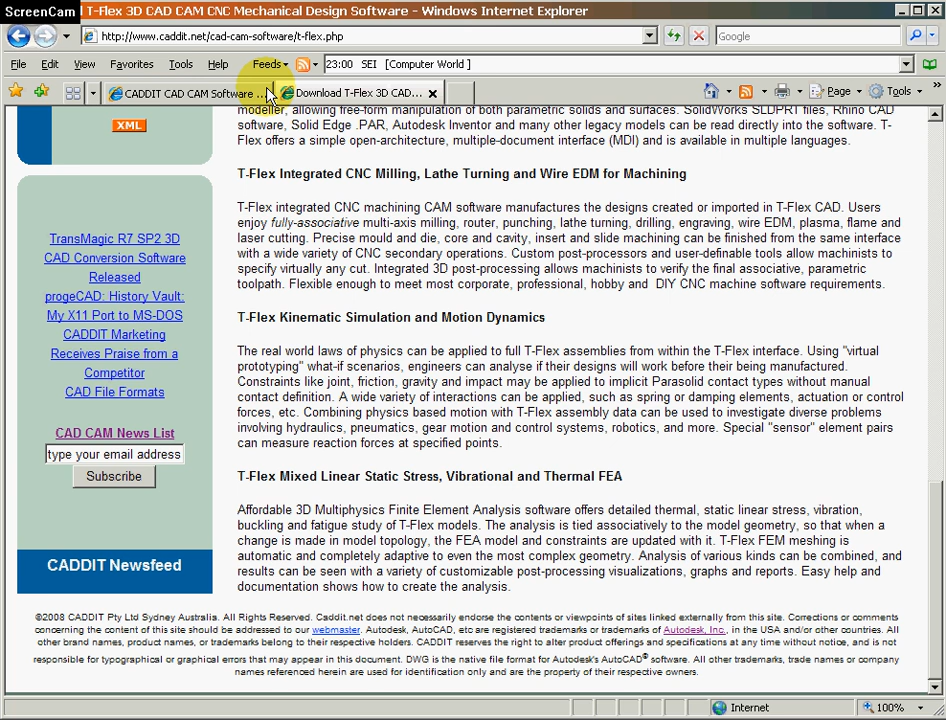 ScreenCam
T-Flex 3D CAD CAM CNC Mechanical Design Software - Windows Internet Explorer
http://www.caddit.net/cad-cam-software/t-flex.php
Google
File Edit View Favorites Tools Help Feeds 23:00 SEI [Computer World ]
CADDIT CAD CAM Software ... Download T-Flex 3D CAD... Page Tools
modeller, allowing free-form manipulation of both parametric solids and surfaces. SolidWorks SLDPRT files, Rhino CAD
software, Solid Edge .PAR, Autodesk Inventor and many other legacy models can be read directly into the software. T-
Flex offers a simple open-architecture, multiple-document interface (MDI) and is available in multiple languages.
T-Flex Integrated CNC Milling, Lathe Turning and Wire EDM for Machining
T-Flex integrated CNC machining CAM software manufactures the designs created or imported in T-Flex CAD. Users
enjoy fully-associative multi-axis milling, router, punching, lathe turning, drilling, engraving, wire EDM, plasma, flame and
laser cutting. Precise mould and die, core and cavity, insert and slide machining can be finished from the same interface
with a wide variety of CNC secondary operations. Custom post-processors and user-definable tools allow machinists to
specify virtually any cut. Integrated 3D post-processing allows machinists to verify the final associative, parametric
toolpath. Flexible enough to meet most corporate, professional, hobby and DIY CNC machine software requirements.
T-Flex Kinematic Simulation and Motion Dynamics
The real world laws of physics can be applied to full T-Flex assemblies from within the T-Flex interface. Using "virtual
prototyping" what-if scenarios, engineers can analyse if their designs will work before their being manufactured.
Constraints like joint, friction, gravity and impact may be applied to implicit Parasolid contact types without manual
contact definition. A wide variety of interactions can be applied, such as spring or damping elements, actuation or control
forces, etc. Combining physics based motion with T-Flex assembly data can be used to investigate diverse problems
involving hydraulics, pneumatics, gear motion and control systems, robotics, and more. Special "sensor" element pairs
can measure reaction forces at specified points.
T-Flex Mixed Linear Static Stress, Vibrational and Thermal FEA
Affordable 3D Multiphysics Finite Element Analysis software offers detailed thermal, static linear stress, vibration,
buckling and fatigue study of T-Flex models. The analysis is tied associatively to the model geometry, so that when a
change is made in model topology, the FEA model and constraints are updated with it. T-Flex FEM meshing is
automatic and completely adaptive to even the most complex geometry. Analysis of various kinds can be combined, and
results can be seen with a variety of customizable post-processing visualizations, graphs and reports. Easy help and
documentation shows how to create the analysis.
XML
TransMagic R7 SP2 3D
CAD Conversion Software
Released
progeCAD: History Vault:
My X11 Port to MS-DOS
CADDIT Marketing
Receives Praise from a
Competitor
CAD File Formats
CAD CAM News List
type your email address
Subscribe
CADDIT Newsfeed
©2008 CADDIT Pty Ltd Sydney Australia. All Rights Reserved. Caddit.net does not necessarily endorse the contents or viewpoints of sites linked externally from this site. Corrections or comments
concerning the content of this site should be addressed to our webmaster. Autodesk, AutoCAD, etc are registered trademarks or trademarks of Autodesk, Inc., in the USA and/or other countries. All
other brand names, product names, or trademarks belong to their respective holders. CADDIT reserves the right to alter product offerings and specifications at any time without notice, and is not
responsible for typographical or graphical errors that may appear in this document. DWG is the native file format for Autodesk's AutoCAD® software. All other trademarks, trade names or company
names referenced herein are used for identification only and are the property of their respective owners.
Internet 100%